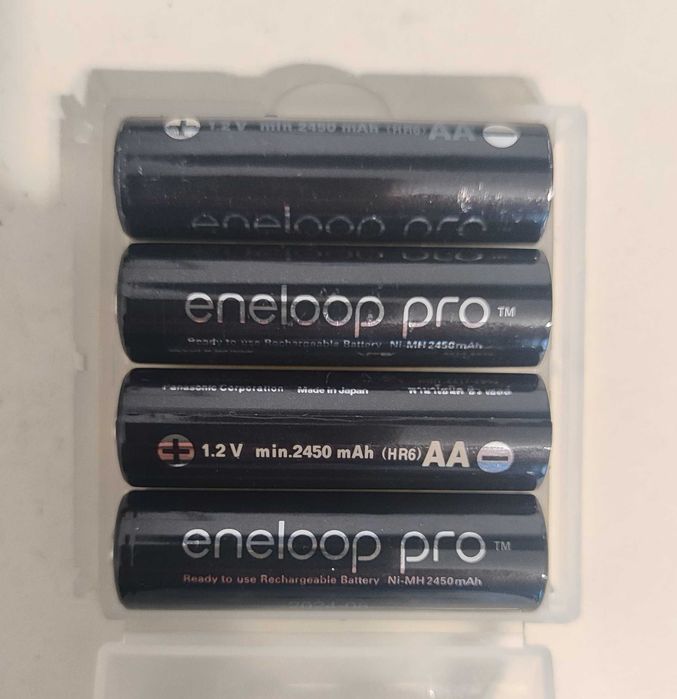 1.2 V min 2450 mAh (HR6) AA
eneloop pro
eneloop pro™
Ready to use Rechargeable Battery Ni-MH 2450mAh
Panasonic Corporation Made in Japan
1.2 V min.2450 mAh (HR6) AA
eneloop pro™
Ready to use Rechargeable Battery Ni-MH 2450mAh